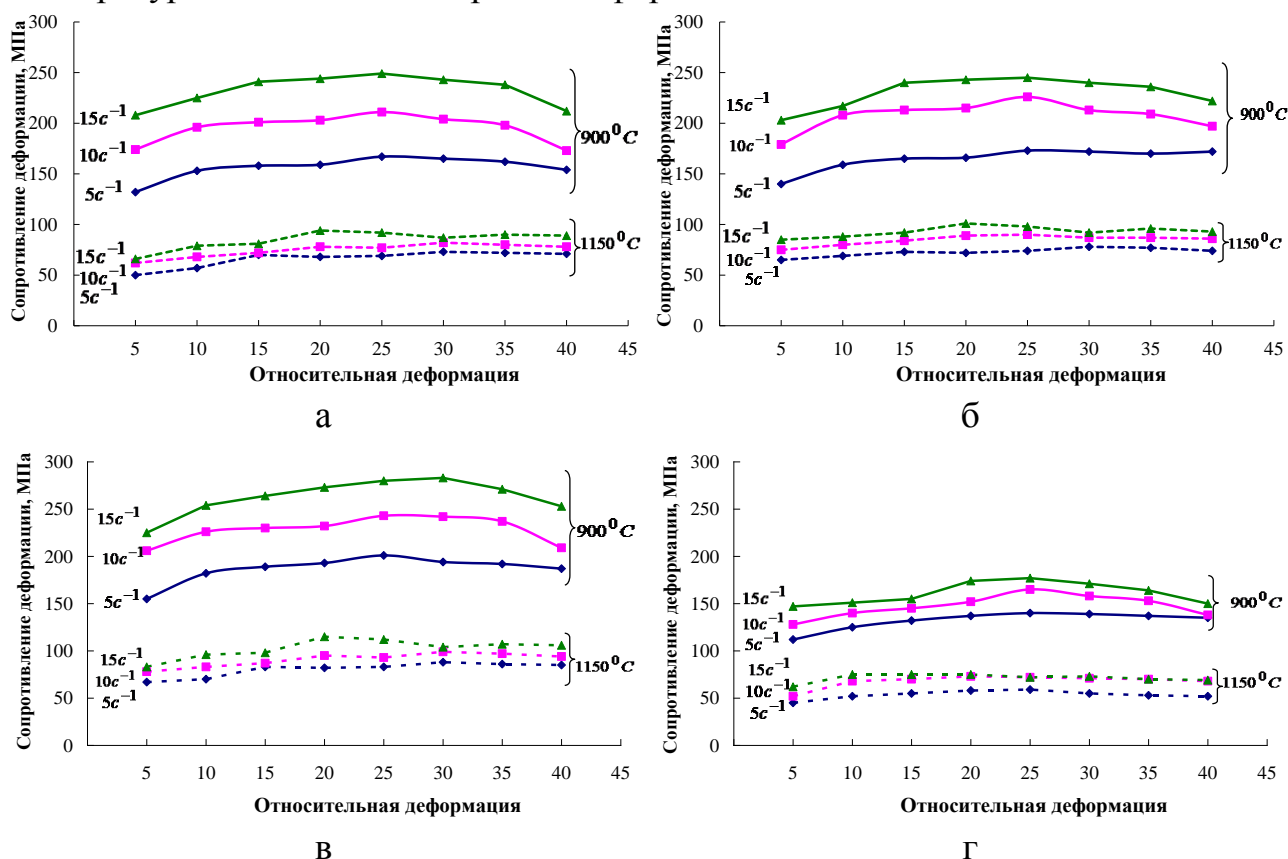 300
250
200
150
100
50
0
Сопротивление деформации, МПа
15c⁻¹
10c⁻¹
5c⁻¹
900⁰C
15c⁻¹
10c⁻¹
5c⁻¹
1150⁰C
5 10 15 20 25 30 35 40 45
Относительная деформация
а
300
250
200
150
100
50
0
Сопротивление деформации, МПа
15c⁻¹
10c⁻¹
5c⁻¹
900⁰C
15c⁻¹
10c⁻¹
5c⁻¹
1150⁰C
5 10 15 20 25 30 35 40 45
Относительная деформация
б
300
250
200
150
100
50
0
Сопротивление деформации, МПа
15c⁻¹
10c⁻¹
5c⁻¹
900⁰C
15c⁻¹
10c⁻¹
5c⁻¹
1150⁰C
5 10 15 20 25 30 35 40 45
Относительная деформация
в
300
250
200
150
100
50
0
Сопротивление деформации, МПа
15c⁻¹
10c⁻¹
5c⁻¹
900⁰C
15c⁻¹
10c⁻¹
5c⁻¹
1150⁰C
5 10 15 20 25 30 35 40 45
Относительная деформация
г